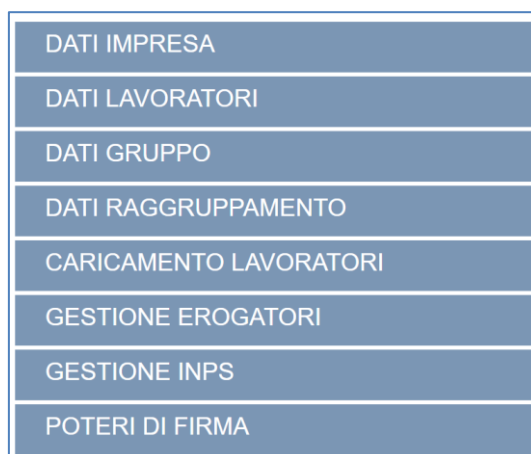 DATI IMPRESA
DATI LAVORATORI
DATI GRUPPO
DATI RAGGRUPPAMENTO
CARICAMENTO LAVORATORI
GESTIONE EROGATORI
GESTIONE INPS
POTERI DI FIRMA